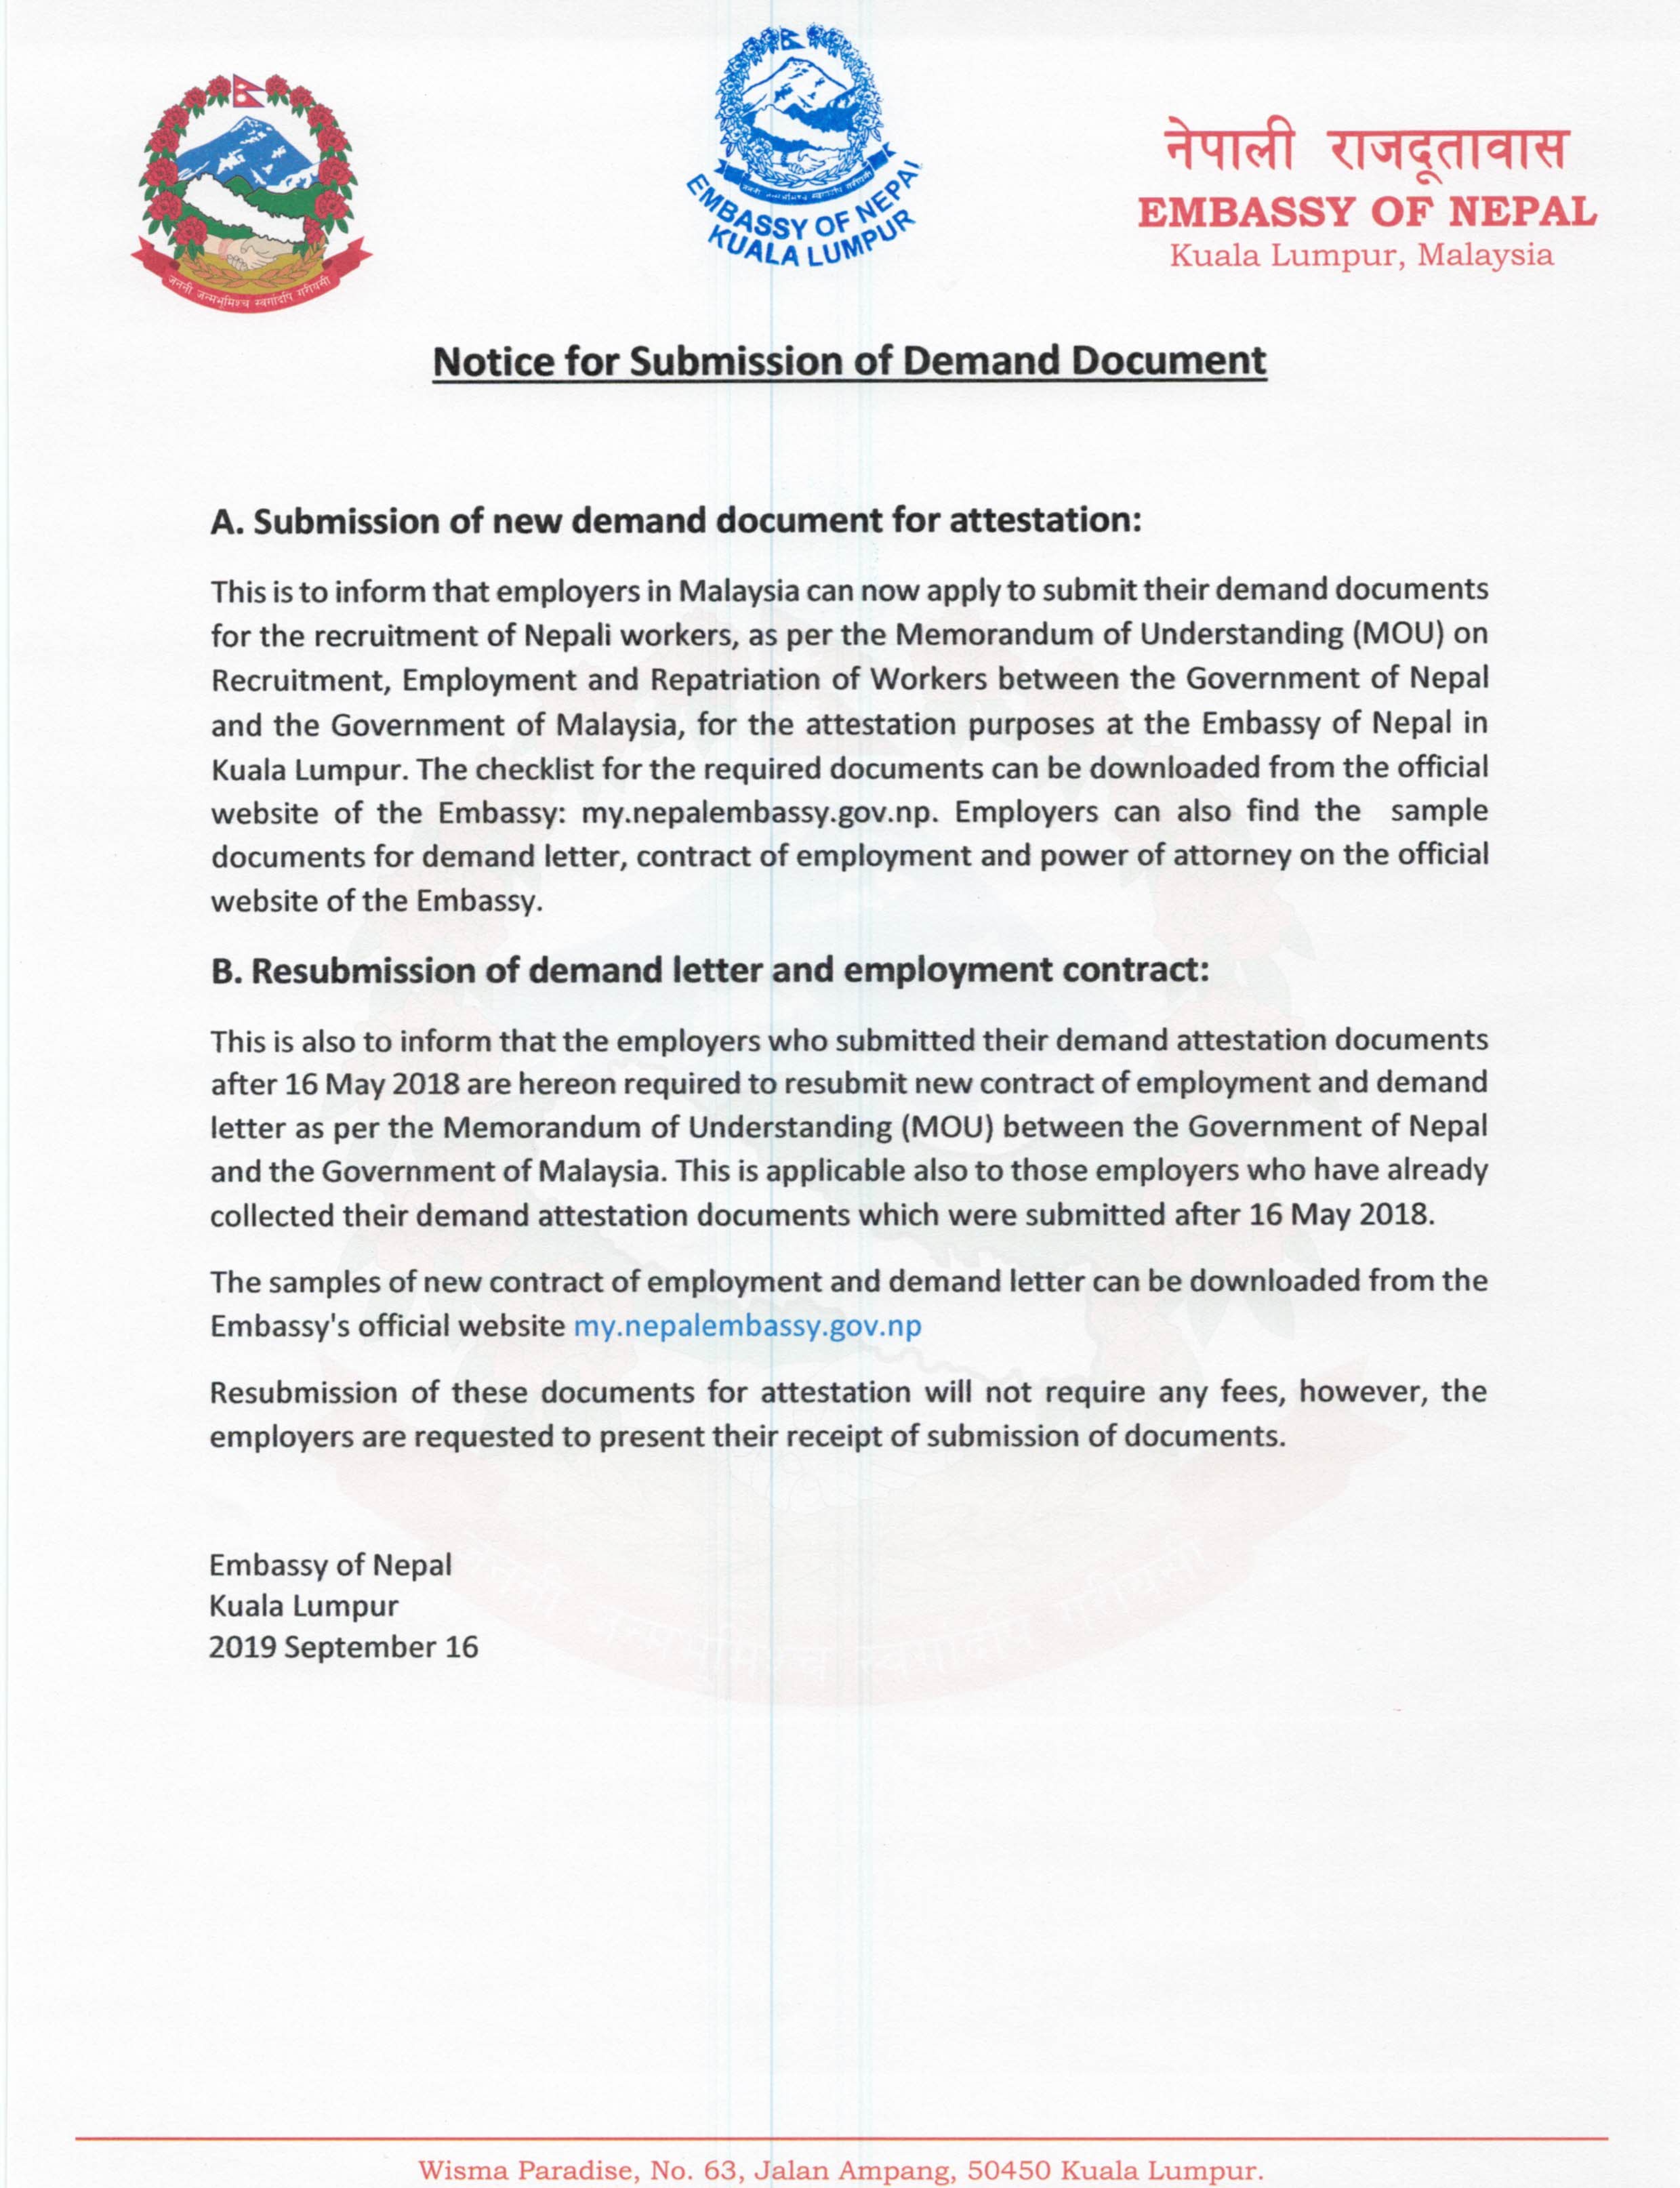 जननी जन्मभूमिश्च स्वर्गादपि गरीयसी
EMBASSY OF NEPAL
KUALA LUMPUR
नेपाली राजदूतावास
EMBASSY OF NEPAL
Kuala Lumpur, Malaysia
Notice for Submission of Demand Document
A. Submission of new demand document for attestation:
This is to inform that employers in Malaysia can now apply to submit their demand documents
for the recruitment of Nepali workers, as per the Memorandum of Understanding (MOU) on
Recruitment, Employment and Repatriation of Workers between the Government of Nepal
and the Government of Malaysia, for the attestation purposes at the Embassy of Nepal in
Kuala Lumpur. The checklist for the required documents can be downloaded from the official
website of the Embassy: my.nepalembassy.gov.np. Employers can also find the sample
documents for demand letter, contract of employment and power of attorney on the official
website of the Embassy.
B. Resubmission of demand letter and employment contract:
This is also to inform that the employers who submitted their demand attestation documents
after 16 May 2018 are hereon required to resubmit new contract of employment and demand
letter as per the Memorandum of Understanding (MOU) between the Government of Nepal
and the Government of Malaysia. This is applicable also to those employers who have already
collected their demand attestation documents which were submitted after 16 May 2018.
The samples of new contract of employment and demand letter can be downloaded from the
Embassy's official website my.nepalembassy.gov.np
Resubmission of these documents for attestation will not require any fees, however, the
employers are requested to present their receipt of submission of documents.
Embassy of Nepal
Kuala Lumpur
2019 September 16
जननी जन्मभूमिश्च स्वर्गादपि गरीयसी
Wisma Paradise, No. 63, Jalan Ampang, 50450 Kuala Lumpur.